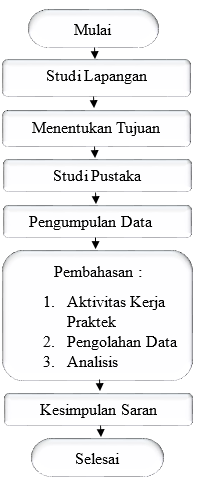 Mulai
Studi Lapangan
Menentukan Tujuan
Studi Pustaka
Pengumpulan Data
Pembahasan :
1. Aktivitas Kerja
Praktek
2. Pengolahan Data
3. Analisis
Kesimpulan Saran
Selesai